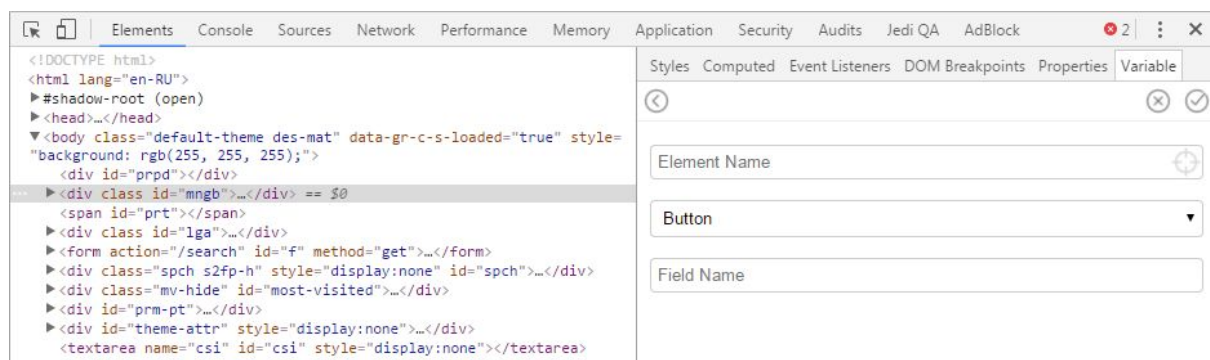 Elements Console Sources Network Performance Memory Application Security Audits Jedi QA AdBlock 2
<!DOCTYPE html>
<html lang="en-RU">
▶#shadow-root (open)
▶<head>…</head>
▼<body class="default-theme des-mat" data-gr-c-s-loaded="true" style=
"background: rgb(255, 255, 255);">
<div id="prpd"></div>
… ▶<div class id="mngb">…</div> == $0
<span id="prt"></span>
▶<div class id="lga">…</div>
▶<form action="/search" id="f" method="get">…</form>
▶<div class="spch s2fp-h" style="display:none" id="spch">…</div>
▶<div class="mv-hide" id="most-visited">…</div>
▶<div id="prm-pt">…</div>
▶<div id="theme-attr" style="display:none">…</div>
<textarea name="csi" id="csi" style="display:none"></textarea>
Styles Computed Event Listeners DOM Breakpoints Properties Variable
Element Name
Button
Field Name